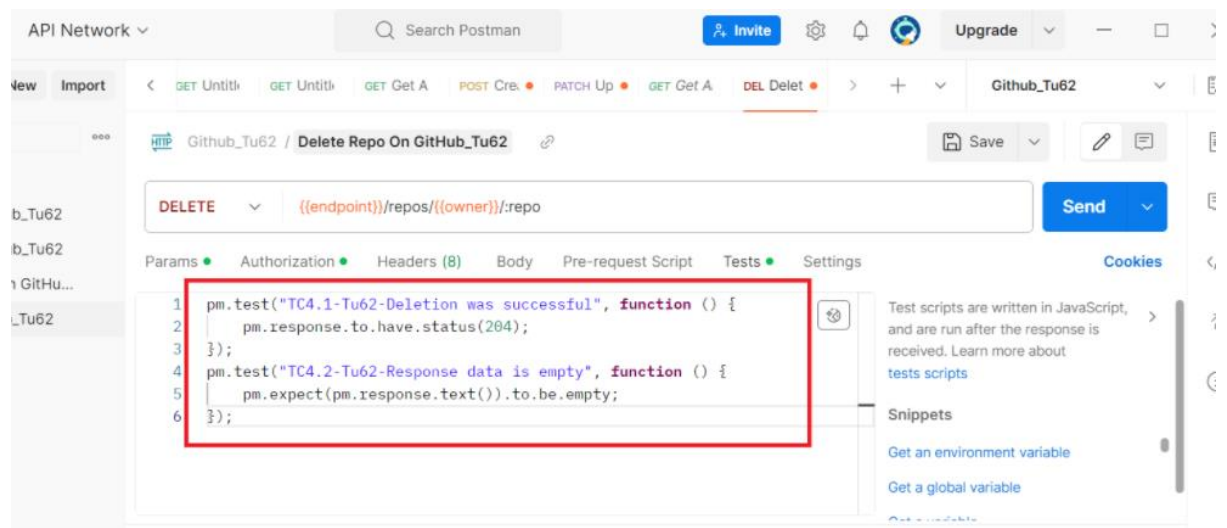 API Network
Search Postman
Invite
Upgrade
New Import
GET Untitl
GET Untitl
GET Get A
POST Cre.
PATCH Up
GET Get A
DEL Delet
Github_Tu62
Github_Tu62 / Delete Repo On GitHub_Tu62
Save
DELETE {{endpoint}}/repos/{{owner}}/:repo
Send
b_Tu62
b_Tu62
GitHu...
_Tu62
Params Authorization Headers (8) Body Pre-request Script Tests Settings
Cookies
1 pm.test("TC4.1-Tu62-Deletion was successful", function () {
2 pm.response.to.have.status(204);
3 });
4 pm.test("TC4.2-Tu62-Response data is empty", function () {
5 pm.expect(pm.response.text()).to.be.empty;
6 });
Test scripts are written in JavaScript,
and are run after the response is
received. Learn more about
tests scripts
Snippets
Get an environment variable
Get a global variable